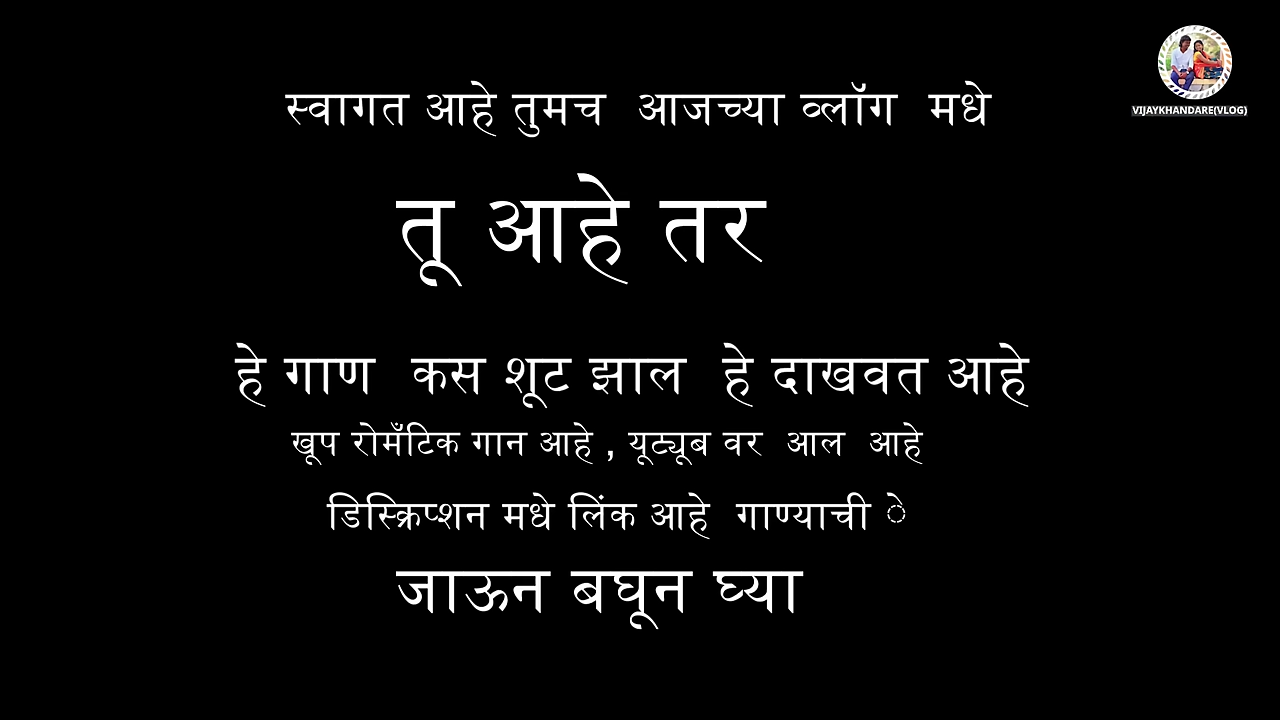 स्वागत आहे तुमच आजच्या व्लॉग मधे
VIJAYKHANDARE(VLOG)
तू आहे तर
हे गाण कस शूट झाल हे दाखवत आहे
खूप रोमँटिक गान आहे , यूट्यूब वर आल आहे
डिस्क्रिप्शन मधे लिंक आहे गाण्याची े
जाऊन बघून घ्या